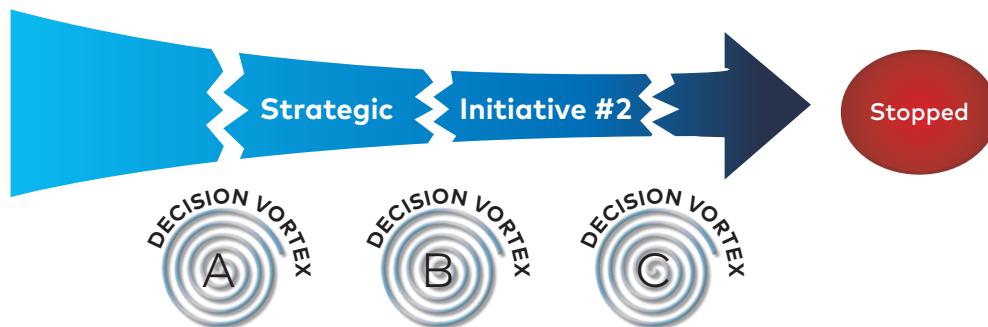 Strategic Initiative #2
Stopped
DECISION VORTEX
A
DECISION VORTEX
B
DECISION VORTEX
C